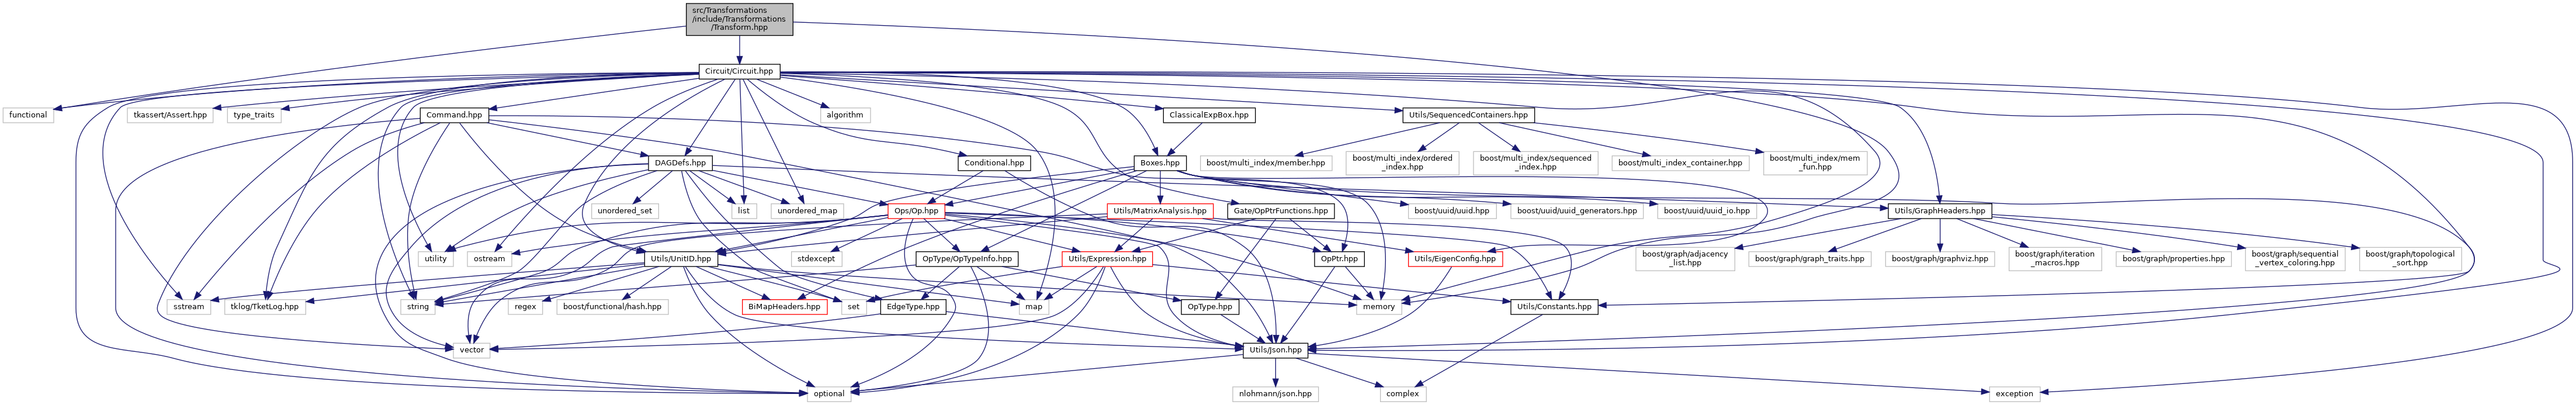 src/Transformations
/include/Transformations
/Transform.hpp
Circuit/Circuit.hpp
functional
tkassert/Assert.hpp
type_traits
Command.hpp
algorithm
ClassicalExpBox.hpp
Utils/SequencedContainers.hpp
DAGDefs.hpp
Conditional.hpp
Boxes.hpp
boost/multi_index/member.hpp
boost/multi_index/ordered
_index.hpp
boost/multi_index/sequenced
_index.hpp
boost/multi_index_container.hpp
boost/multi_index/mem
_fun.hpp
unordered_set
list
unordered_map
Ops/Op.hpp
Utils/MatrixAnalysis.hpp
Gate/OpPtrFunctions.hpp
boost/uuid/uuid.hpp
boost/uuid/uuid_generators.hpp
boost/uuid/uuid_io.hpp
Utils/GraphHeaders.hpp
utility
ostream
Utils/UnitID.hpp
stdexcept
OpType/OpTypeInfo.hpp
Utils/Expression.hpp
OpPtr.hpp
Utils/EigenConfig.hpp
boost/graph/adjacency
_list.hpp
boost/graph/graph_traits.hpp
boost/graph/graphviz.hpp
boost/graph/iteration
_macros.hpp
boost/graph/properties.hpp
boost/graph/sequential
_vertex_coloring.hpp
boost/graph/topological
_sort.hpp
sstream
tklog/TketLog.hpp
string
regex
boost/functional/hash.hpp
BiMapHeaders.hpp
set
EdgeType.hpp
map
OpType.hpp
memory
Utils/Constants.hpp
vector
Utils/Json.hpp
optional
nlohmann/json.hpp
complex
exception